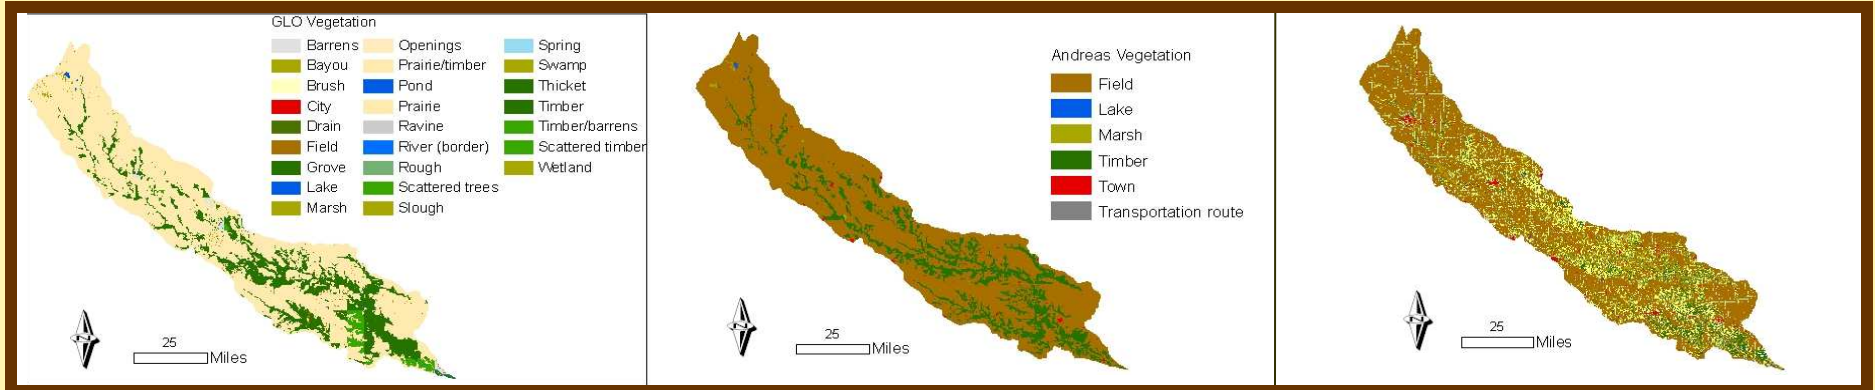 GLO Vegetation
Barrens
Bayou
Brush
City
Drain
Field
Grove
Lake
Marsh
Openings
Prairie/timber
Pond
Prairie
Ravine
River (border)
Rough
Scattered trees
Slough
Spring
Swamp
Thicket
Timber
Timber/barrens
Scattered timber
Wetland
N
25
Miles
Andreas Vegetation
Field
Lake
Marsh
Timber
Town
Transportation route
N
25
Miles
N
25
Miles